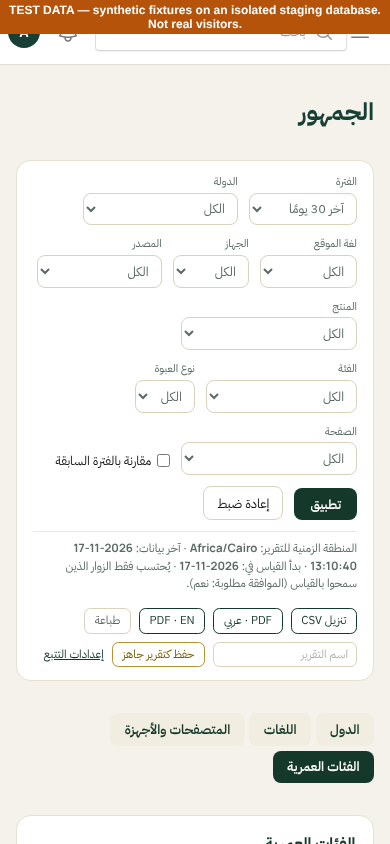 TEST DATA — synthetic fixtures on an isolated staging database.
Not real visitors.
الجمهور
الفترة
الدولة
آخر 30 يومًا
الكل
لغة الموقع
الجهاز
المصدر
الكل
الكل
الكل
المنتج
الكل
الفئة
نوع العبوة
الكل
الكل
الصفحة
الكل
مقارنة بالفترة السابقة
تطبيق
إعادة ضبط
المنطقة الزمنية للتقرير: Africa/Cairo · آخر بيانات: 2026-11-17
13:10:40 · بدأ القياس في: 2026-11-17 · يُحتسب فقط الزوار الذين
سمحوا بالقياس (الموافقة مطلوبة: نعم).
تنزيل CSV
PDF · عربي
PDF · EN
طباعة
اسم التقرير
حفظ كتقرير جاهز
إعدادات التتبع
الدول
اللغات
المتصفحات والأجهزة
الفئات العمرية
الفئات العمرية